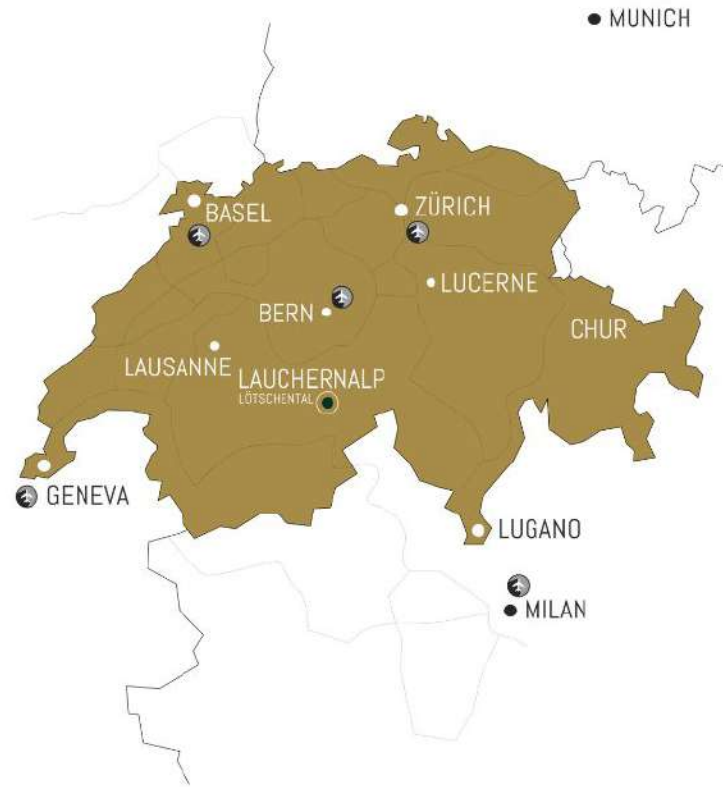 MUNICH
BASEL
ZÜRICH
LUCERNE
BERN
CHUR
LAUSANNE
LAUCHERNALP
LÖTSCHENTAL
GENEVA
LUGANO
MILAN